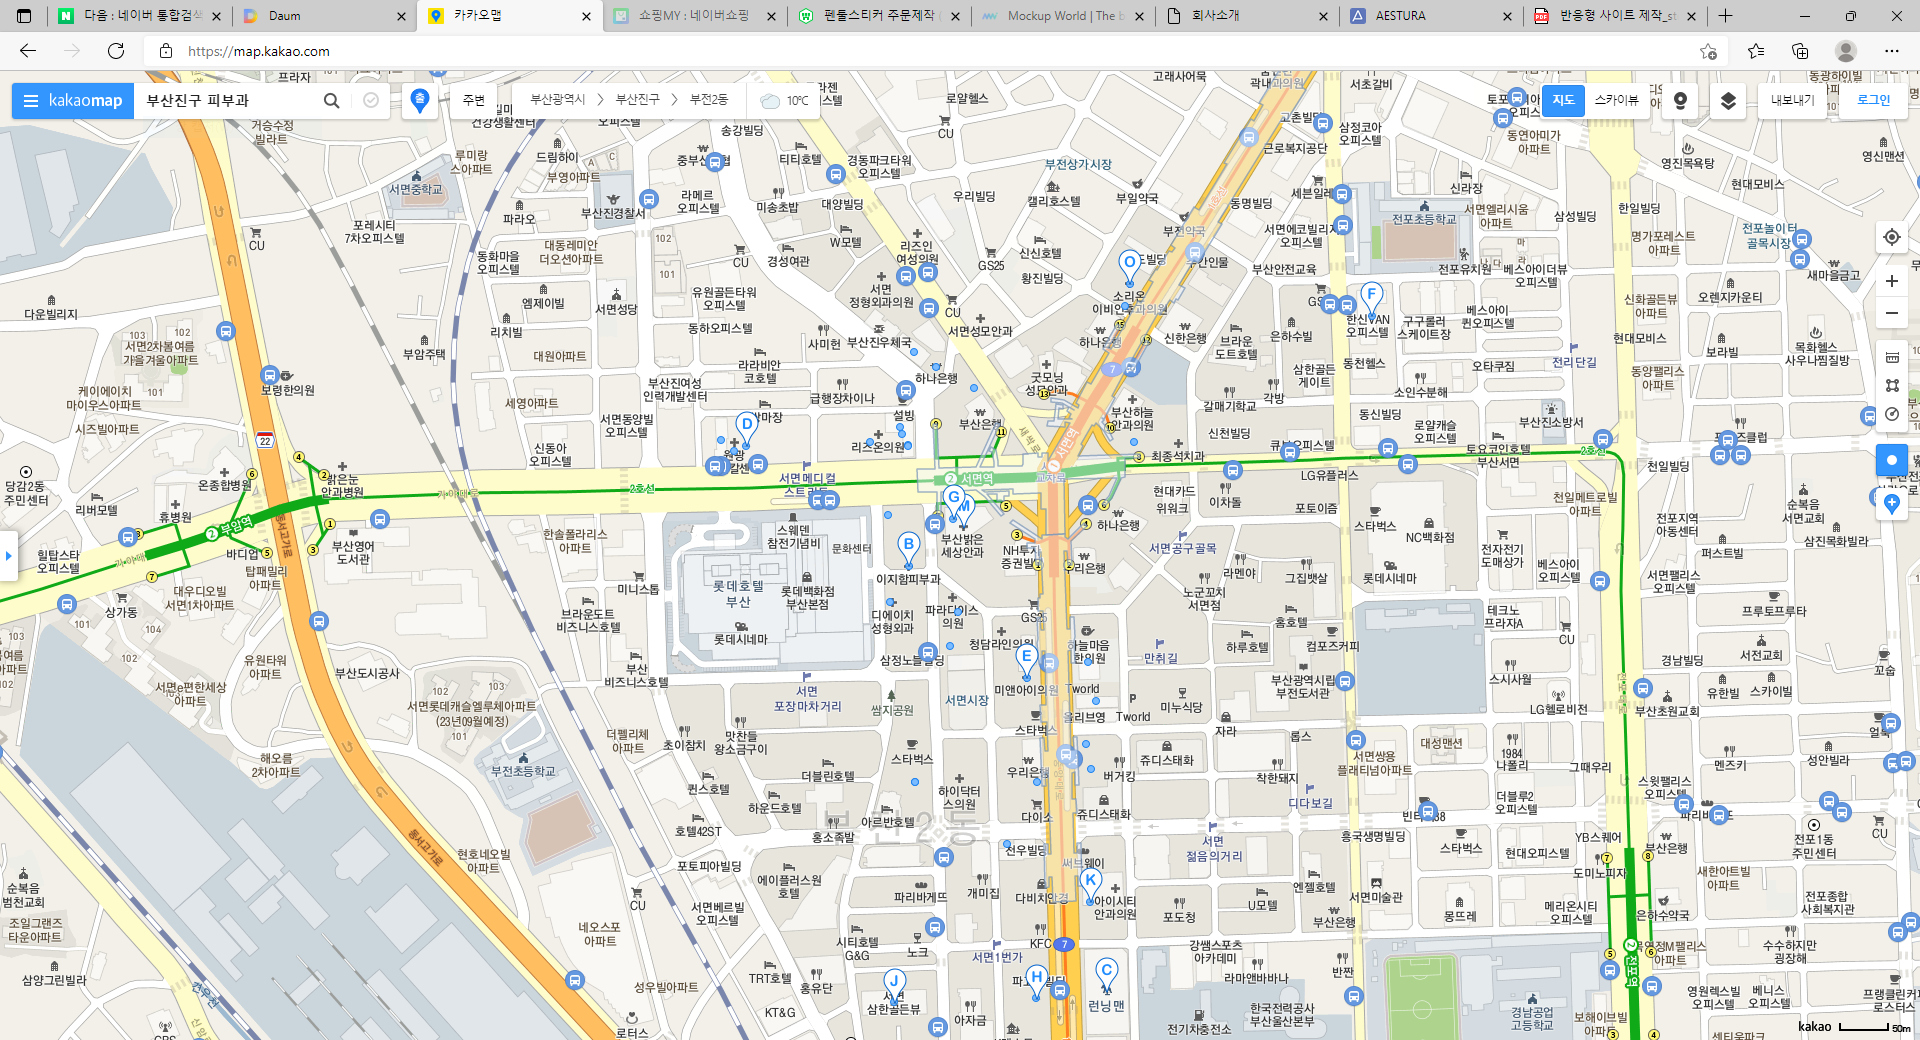 다음 : 네이버 통합검색
Daum
카카오맵
쇼핑MY : 네이버쇼핑
펜툴스티커 주문제작
Mockup World | The b
회사소개
AESTURA
반응형 사이트 제작_st
https://map.kakao.com
kakaomap
부산진구 피부과
출
주변
부산광역시
부산진구
부전2동
10℃
지도
스카이뷰
내보내기
로그인
고래사어묵
서초갈비
로얄헬스
CU
송강빌딩
티티호텔
경동파크타워
오피스텔
부전상가시장
근로복지공단
삼정코아
오피스텔
동연아미가
오피스텔
영진목욕탕
영신맨션
거승수정
빌라트
드림하이
부영아파트
루미랑
스아파트
서면중학교
라메르
오피스텔
미송초밥
대양빌딩
우리빌딩
캘리호스텔
부일약국
동명빌딩
세븐일레
전포초등학교
신라장
서면엘리시움
아파트
삼성빌딩
현대모비스
한일빌딩
파라오
부산진경찰서
포레시티
7차오피스텔
CU
동화마을
오피스텔
대동레미안
더오션아파트
W모텔
경성여관
리즈인
여성의원
GS25
신신호텔
황진빌딩
부전약국
서면에코빌리지
오피스텔
부산안전교육
전포유치원
베스아이더뷰
오피스텔
명가포레스트
아파트
전포놀이터
골목시장
새마을금고
다운빌리지
엠제이빌
리치빌
서면성당
유원골든타워
오피스텔
동하오피스텔
서면
정형외과의원
CU
서면성모안과
소리온
이비인후과의원
하나은행
신한은행
브라운
도트호텔
은하수빌
한신VAN
오피스텔
구구롤러
스케이트장
베스아이
퀸오피스텔
신화골든뷰
아파트
현대모비스
오렌지카운티
보라빌
목화헬스
사우나찜질방
서면2차봄여름
가을겨울아파트
부암주택
대원아파트
사미헌
부산진우체국
라라비안
코호텔
하나은행
굿모닝
성모안과
삼한골든
게이트
동천헬스
오타쿠짐
전리단길
동양팰리스
아파트
케이에이치
마이우스아파트
보령한의원
세영아파트
부산진여성
인력개발센터
급행장차이나
설빙
부산은행
부산하늘
안과의원
갈매기학교
각방
소인수분해
시즈빌아파트
서면동양빌
오피스텔
리즈온의원
신천빌딩
동신빌딩
로얄캐슬
오피스텔
부산진소방서
신동아
오피스텔
서면메디컬
스트리트
서면역
최종석치과
큐브오피스텔
LG유플러스
토요코인호텔
부산서면
2호선
천일빌딩
당감2동
주민센터
리버모텔
온종합병원
휴병원
밝은눈
안과병원
가야대로
2호선
현대카드
위워크
이차돌
포토이즘
천일메트로빌
아파트
전포지역
아동센터
순복음
서면교회
부암역
바디업
탑패밀리
아파트
부산영어
도서관
한솔폴라리스
아파트
스웨덴
참전기념비
문화센터
부산밝은
세상안과
NH투자
증권빌
하나은행
서면공구골목
스타벅스
NC백화점
전자전기
도매상가
퍼스트빌
삼진목화빌라
힐탑스타
오피스텔
대우디오빌
서면1차아파트
상가동
미니스톱
브라운도트
비즈니스호텔
롯데호텔
부산
롯데백화점
부산본점
롯데시네마
이지함피부과
디에이치
성형외과
파라다이스
의원
라멘야
노군꼬치
서면점
그집뱃살
홈호텔
롯데시네마
베스아이
오피스텔
서면팰리스
오피스텔
프루토프루타
테크노
프라자A
CU
유원타워
아파트
부산도시공사
부산
비즈니스호텔
삼정노블빌딩
청담라인의원
GS25
하늘마음
한의원
만취길
하루호텔
컴포즈커피
부산광역시립
부전도서관
경남빌딩
서전교회
꼬숩
서면e편한세상
아파트
서면롯데캐슬엘루체아파트
(23년09월예정)
서면
포장마차거리
쌈지공원
서면시장
미앤아이의원
Tworld
올리브영
Tworld
미누식당
스시사월
LG헬로비전
유한빌
스카이빌
부산초원교회
해오름
2차아파트
더펠리체
아파트
초이참치
맛찬들
왕소금구이
스타벅스
스타벅스
자라
롭스
대성맨션
1984
나폴리
부전초등학교
더블린호텔
퀸스호텔
우리은행
버거킹
쥬디스태화
착한돼지
서면쌍용
플래티넘아파트
그때우리
멘즈키
성안빌라
스윗팰리스
오피스텔
하운드호텔
하이닥터
스의원
디다보길
호텔42ST
홍소족발
아르반호텔
다이소
쥬디스태화
더블루2
오피스텔
흥국생명빌딩
전포1동
주민센터
CU
현호네오빌
아파트
포토피아빌딩
에이플러스원
호텔
전우빌딩
써브웨이
서면
젊음의거리
스타벅스
현대오피스텔
YB스퀘어
부산은행
도미노피자
새한아트빌
아파트
순복음
범천교회
CU
서면베르빌
오피스텔
파리바게뜨
개미집
다비치안경
아이시티
안과의원
포도청
엔젤호텔
U모텔
서면미술관
부산은행
몽뜨레
메리온시티
오피스텔
은하수약국
전포종합
사회복지관
조일그랜즈
타운아파트
네오스포
아파트
시티호텔
G&G
노크
서면1번가
KFC
강쌤스포츠
아카데미
반짠
수수하지만
굉장해
삼양그린빌라
성우빌아파트
TRT호텔
홍유단
서면
삼한골든뷰
런닝맨
라마앤바바나
전포역
영원렉스빌
오피스텔
베니스
오피스텔
프랭클린커피
로스터스
로터스
KT&G
아자금
전기차충전소
한국전력공사
부산울산본부
경남공업
고등학교
보해이브빌
아파트
센티움파크
동서고가로
kakao
50m